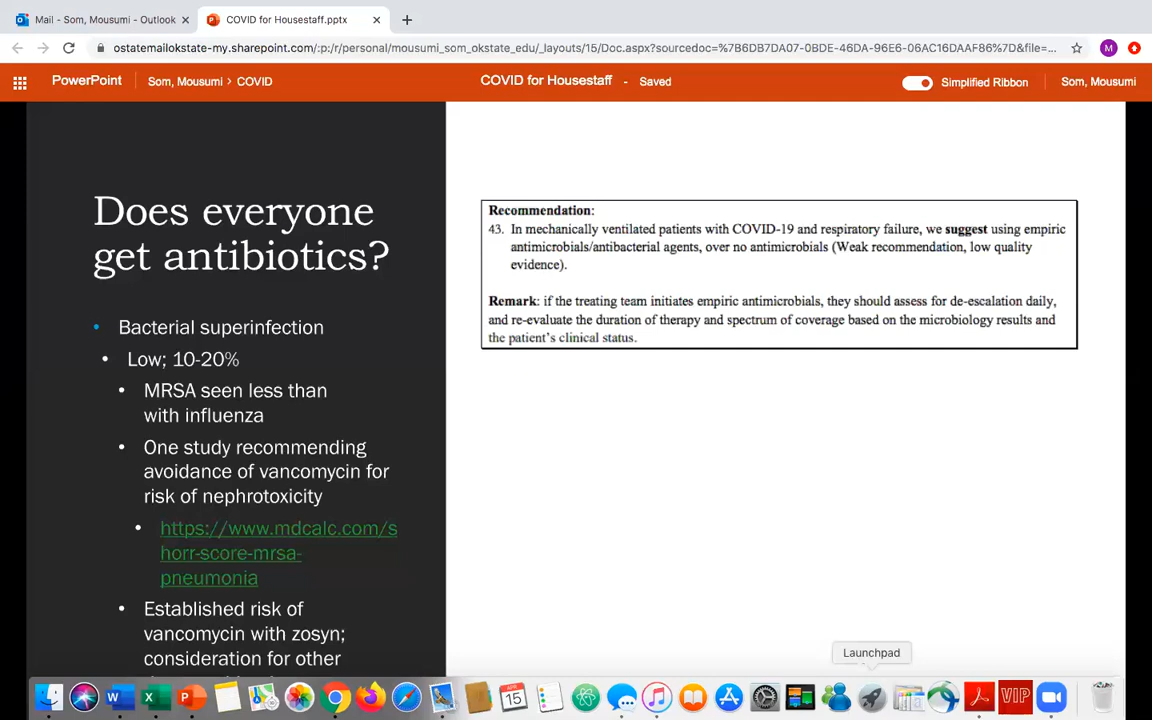 Mail - Som, Mousumi - Outlook
COVID for Housestaff.pptx
ostatemailokstate-my.sharepoint.com/:p:/r/personal/mousumi_som_okstate_edu/_layouts/15/Doc.aspx?sourcedoc=%7B6DB7DA07-0BDE-46DA-96E6-06AC16DAAF86%7D&file=...
M
PowerPoint
Som, Mousumi > COVID
COVID for Housestaff - Saved
Simplified Ribbon
Som, Mousumi
Does everyone
get antibiotics?
• Bacterial superinfection
• Low; 10-20%
• MRSA seen less than
with influenza
• One study recommending
avoidance of vancomycin for
risk of nephrotoxicity
• https://www.mdcalc.com/s
horr-score-mrsa-
pneumonia
• Established risk of
vancomycin with zosyn;
consideration for other
Recommendation:
43. In mechanically ventilated patients with COVID-19 and respiratory failure, we suggest using empiric
antimicrobials/antibacterial agents, over no antimicrobials (Weak recommendation, low quality
evidence).
Remark: if the treating team initiates empiric antimicrobials, they should assess for de-escalation daily,
and re-evaluate the duration of therapy and spectrum of coverage based on the microbiology results and
the patient's clinical status.
Launchpad
APR
15
VIP